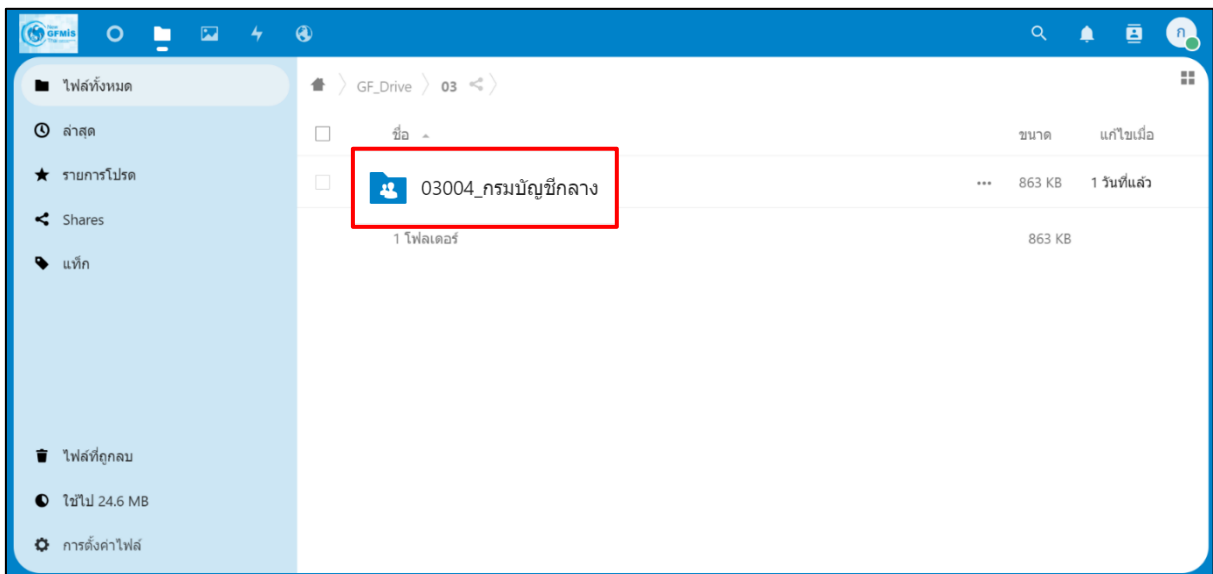 New
GFMIS
Thai
ก
ไฟล์ทั้งหมด
ล่าสุด
รายการโปรด
Shares
แท็ก
ไฟล์ที่ถูกลบ
ใช้ไป 24.6 MB
การตั้งค่าไฟล์
GF_Drive 03
ชื่อ ขนาด แก้ไขเมื่อ
03004_กรมบัญชีกลาง ... 863 KB 1 วันที่แล้ว
1 โฟลเดอร์ 863 KB